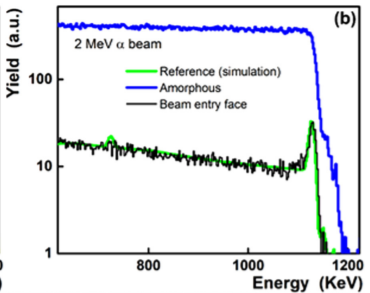 (b)
2 MeV α beam
Reference (simulation)
Amorphous
Beam entry face
Yield (a.u.)
100
10
1
800
1000
1200
Energy (KeV)